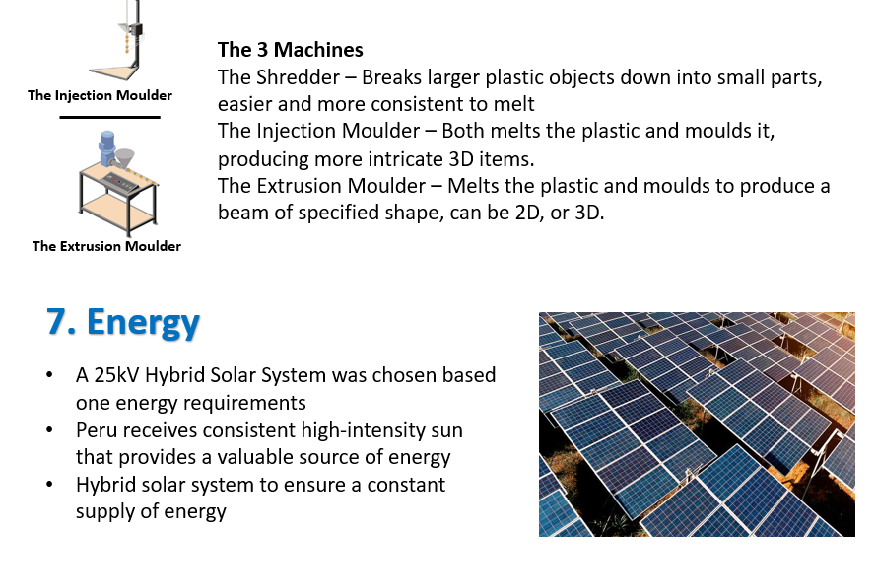 The Injection Moulder
The Extrusion Moulder
The 3 Machines
The Shredder – Breaks larger plastic objects down into small parts,
easier and more consistent to melt
The Injection Moulder – Both melts the plastic and moulds it,
producing more intricate 3D items.
The Extrusion Moulder – Melts the plastic and moulds to produce a
beam of specified shape, can be 2D, or 3D.
7. Energy
• A 25kV Hybrid Solar System was chosen based
one energy requirements
• Peru receives consistent high-intensity sun
that provides a valuable source of energy
• Hybrid solar system to ensure a constant
supply of energy